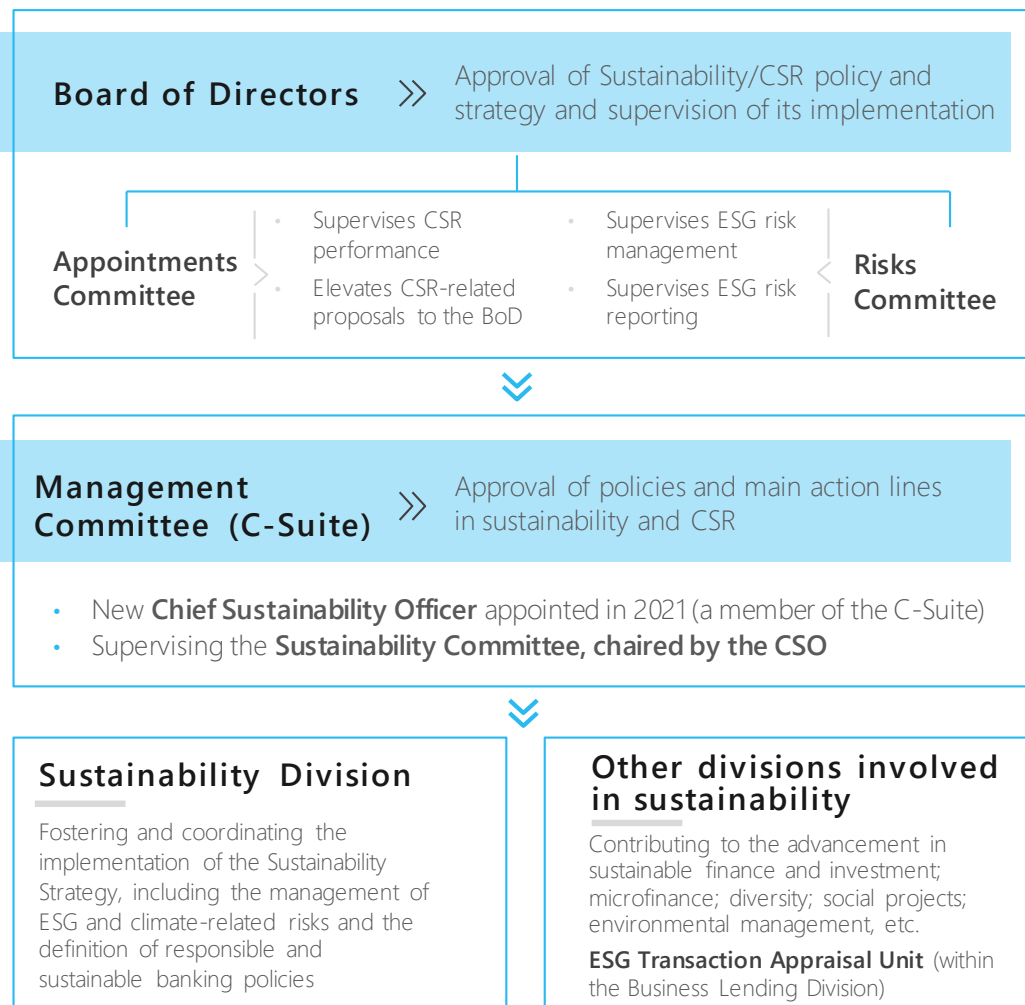 Board of Directors
Approval of Sustainability/CSR policy and
strategy and supervision of its implementation
Appointments
Committee
• Supervises CSR
performance
• Elevates CSR-related
proposals to the BoD
• Supervises ESG risk
management
• Supervises ESG risk
reporting
Risks
Committee
Management
Committee (C-Suite)
Approval of policies and main action lines
in sustainability and CSR
• New Chief Sustainability Officer appointed in 2021 (a member of the C-Suite)
• Supervising the Sustainability Committee, chaired by the CSO
Sustainability Division
Fostering and coordinating the
implementation of the Sustainability
Strategy, including the management of
ESG and climate-related risks and the
definition of responsible and
sustainable banking policies
Other divisions involved
in sustainability
Contributing to the advancement in
sustainable finance and investment;
microfinance; diversity; social projects;
environmental management, etc.
ESG Transaction Appraisal Unit (within
the Business Lending Division)